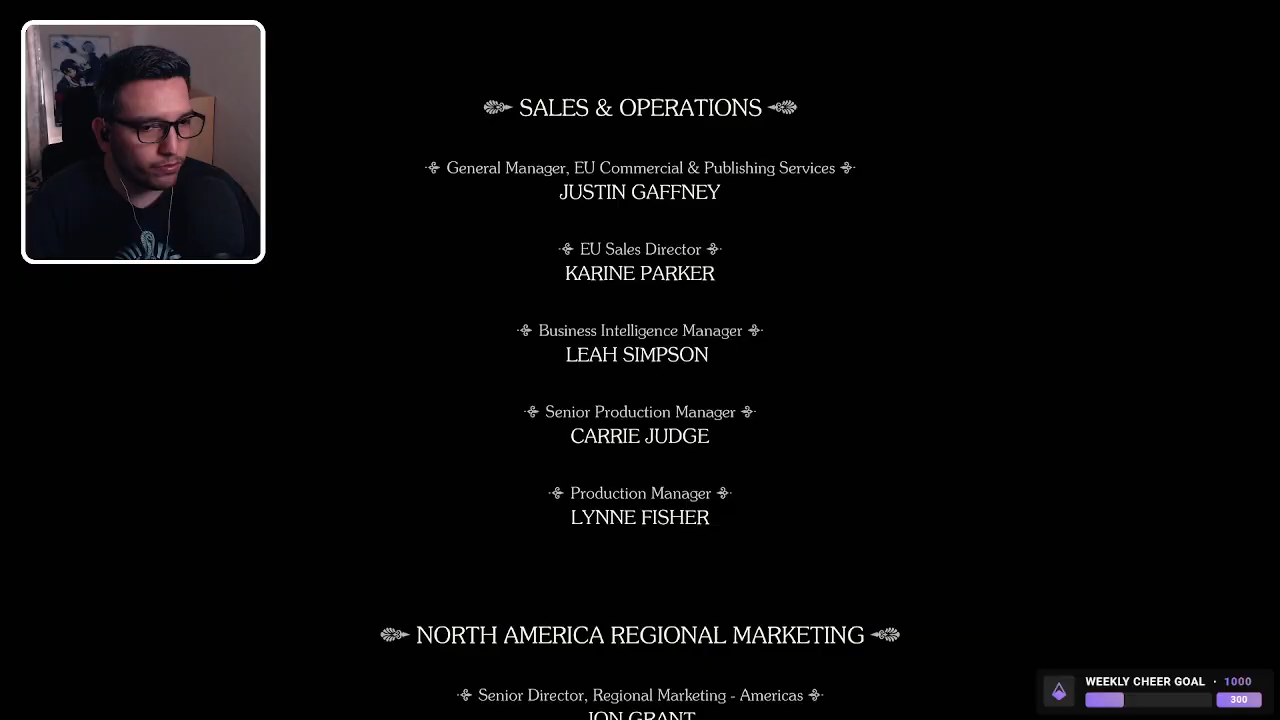 SALES & OPERATIONS
General Manager, EU Commercial & Publishing Services
JUSTIN GAFFNEY
EU Sales Director
KARINE PARKER
Business Intelligence Manager
LEAH SIMPSON
Senior Production Manager
CARRIE JUDGE
Production Manager
LYNNE FISHER
NORTH AMERICA REGIONAL MARKETING
Senior Director, Regional Marketing - Americas
JON GRANT
WEEKLY CHEER GOAL · 1000
300